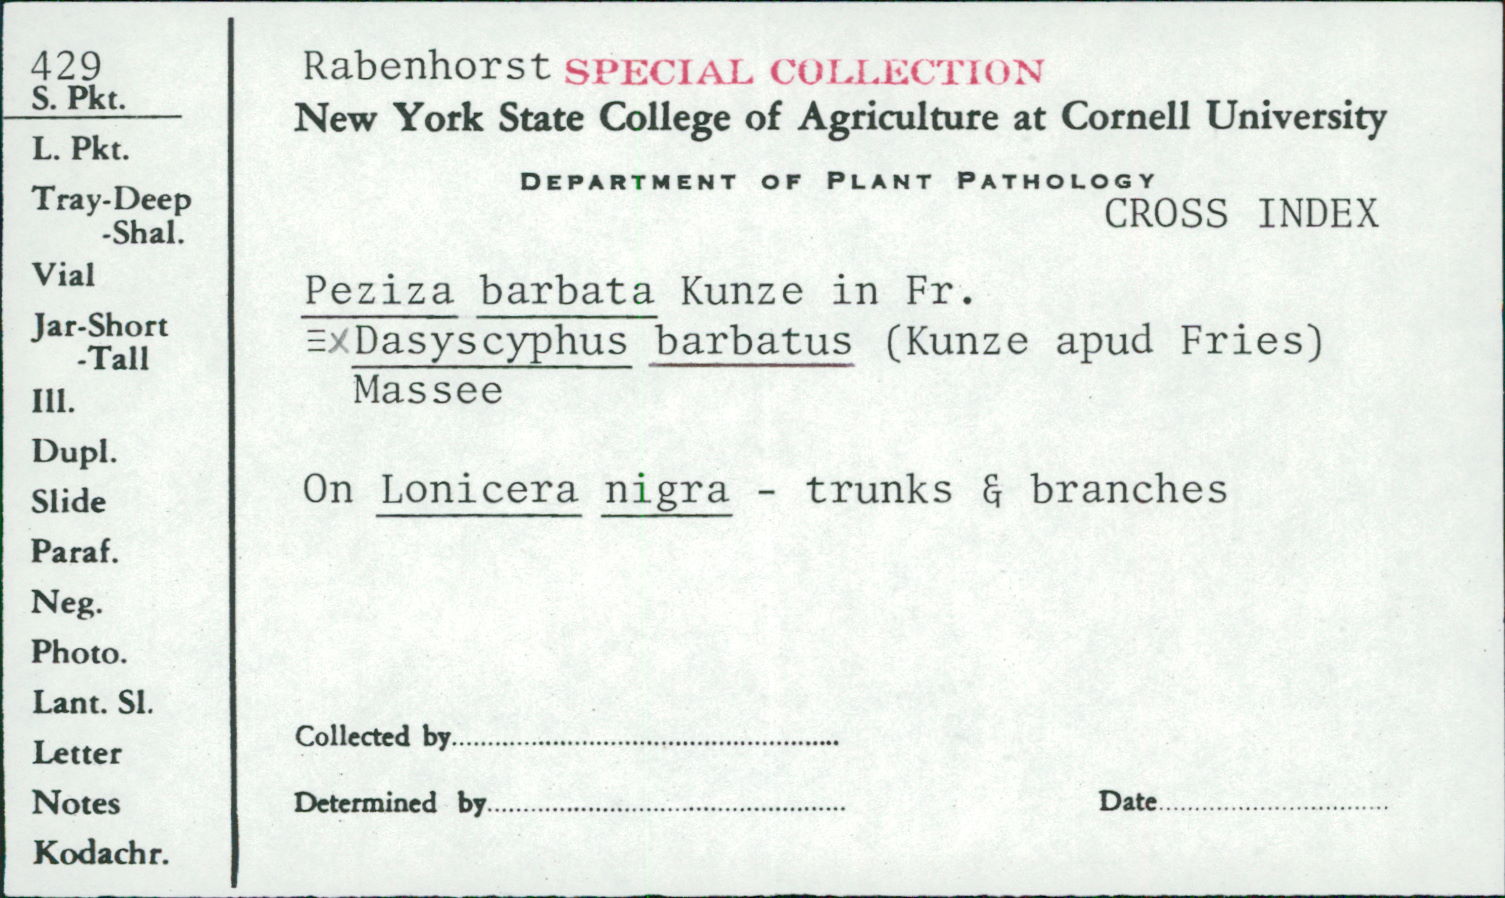 429
S. Pkt.
L. Pkt.
Tray-Deep
-Shal.
Vial
Jar-Short
-Tall
Ill.
Dupl.
Slide
Paraf.
Neg.
Photo.
Lant. Sl.
Letter
Notes
Kodachr.
Rabenhorst SPECIAL COLLECTION
New York State College of Agriculture at Cornell University
DEPARTMENT OF PLANT PATHOLOGY
CROSS INDEX
Peziza barbata Kunze in Fr.
≡xDasyscyphus barbatus (Kunze apud Fries)
Massee
On Lonicera nigra - trunks & branches
Collected by
Determined by
Date